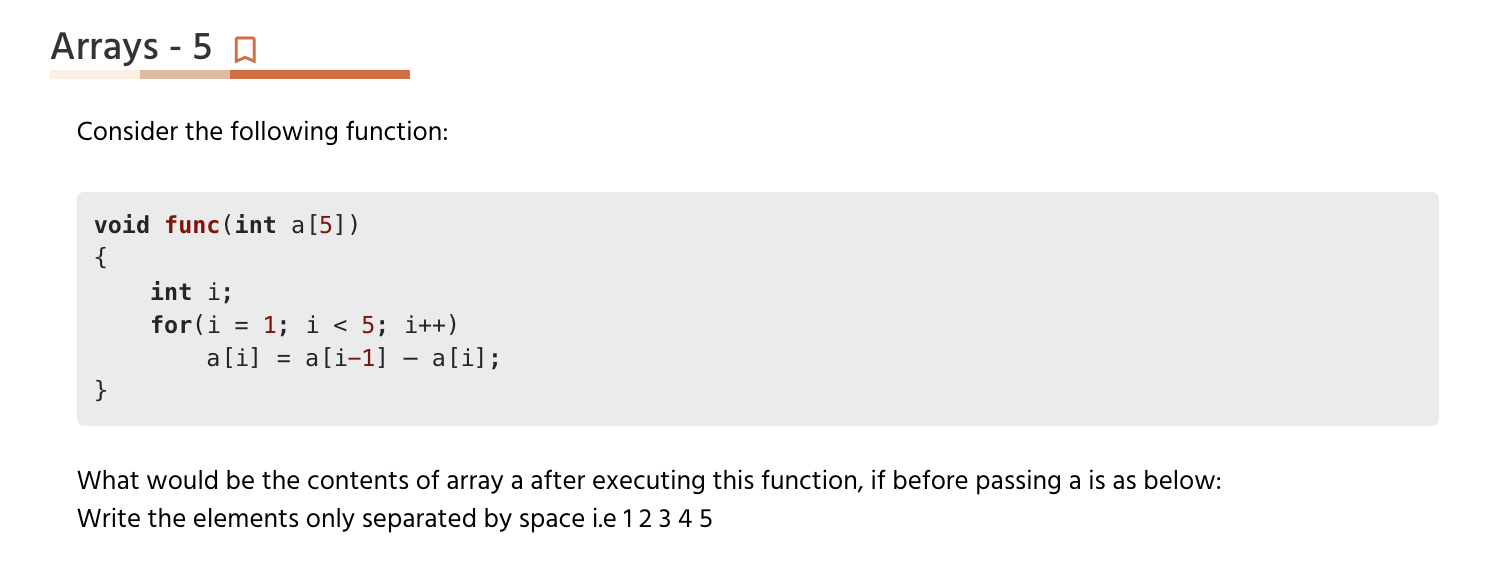 Arrays - 5
Consider the following function:
void func(int a[5])
{
    int i;
    for(i = 1; i < 5; i++)
        a[i] = a[i−1] − a[i];
}
What would be the contents of array a after executing this function, if before passing a is as below:
Write the elements only separated by space i.e 1 2 3 4 5